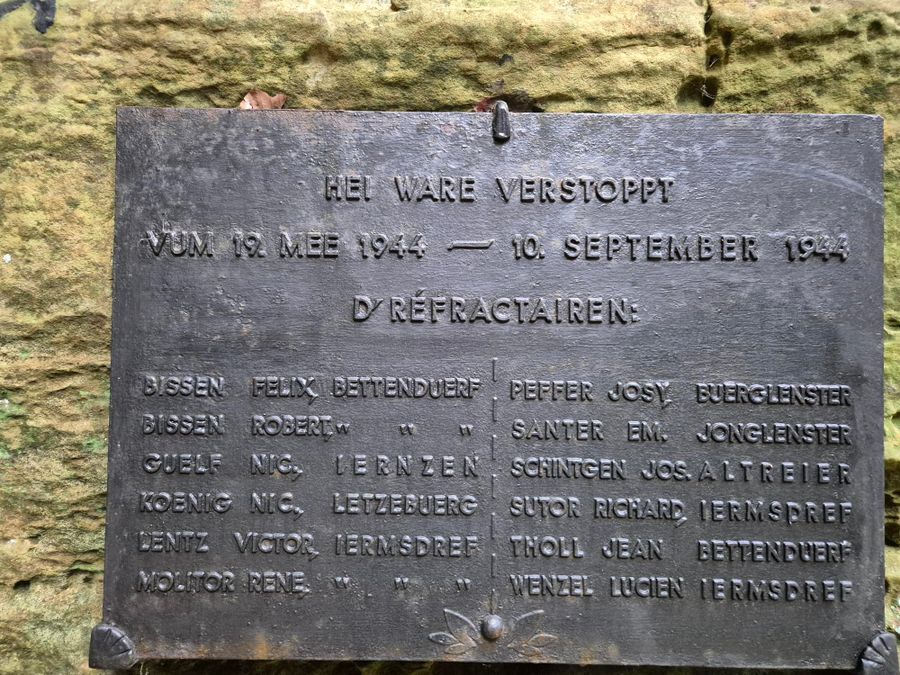 HEI WARE VERSTOPPT
VUM 19. MEE 1944 — 10. SEPTEMBER 1944
D'RÉFRACTAIREN:
BISSEN FELIX, BETTENDUERF
BISSEN ROBERT, " " "
GUELF NIC., IERNZEN
KOENIG NIC., LETZEBUERG
LENTZ VICTOR, IERMSDREF
MOLITOR RENE, " " "
PEFFER JOSY, BUERGLENSTER
SANTER EM. JONGLENSTER
SCHINTGEN JOS. ALTREIER
SUTOR RICHARD, IERMSDREF
THOLL JEAN BETTENDUERF
WENZEL LUCIEN IERMSDREF